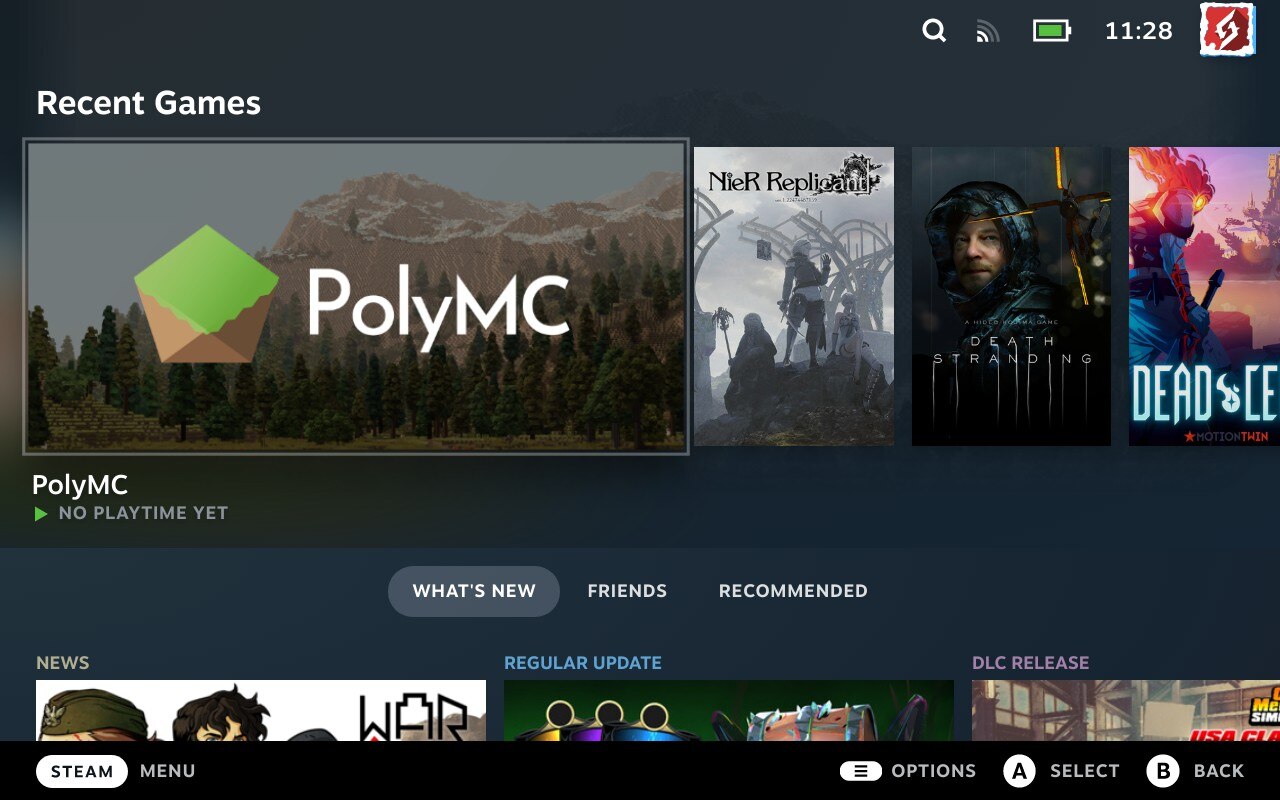 11:28
Recent Games
PolyMC
NieR Replicant
ver.1.22474487139...
A HIDEO KOJIMA GAME
DEATH
STRANDING
DEAD CE
MOTIONTWIN
PolyMC
NO PLAYTIME YET
WHAT'S NEW
FRIENDS
RECOMMENDED
NEWS
REGULAR UPDATE
DLC RELEASE
WAR
USA CLA
STEAM MENU
OPTIONS
A SELECT
B BACK